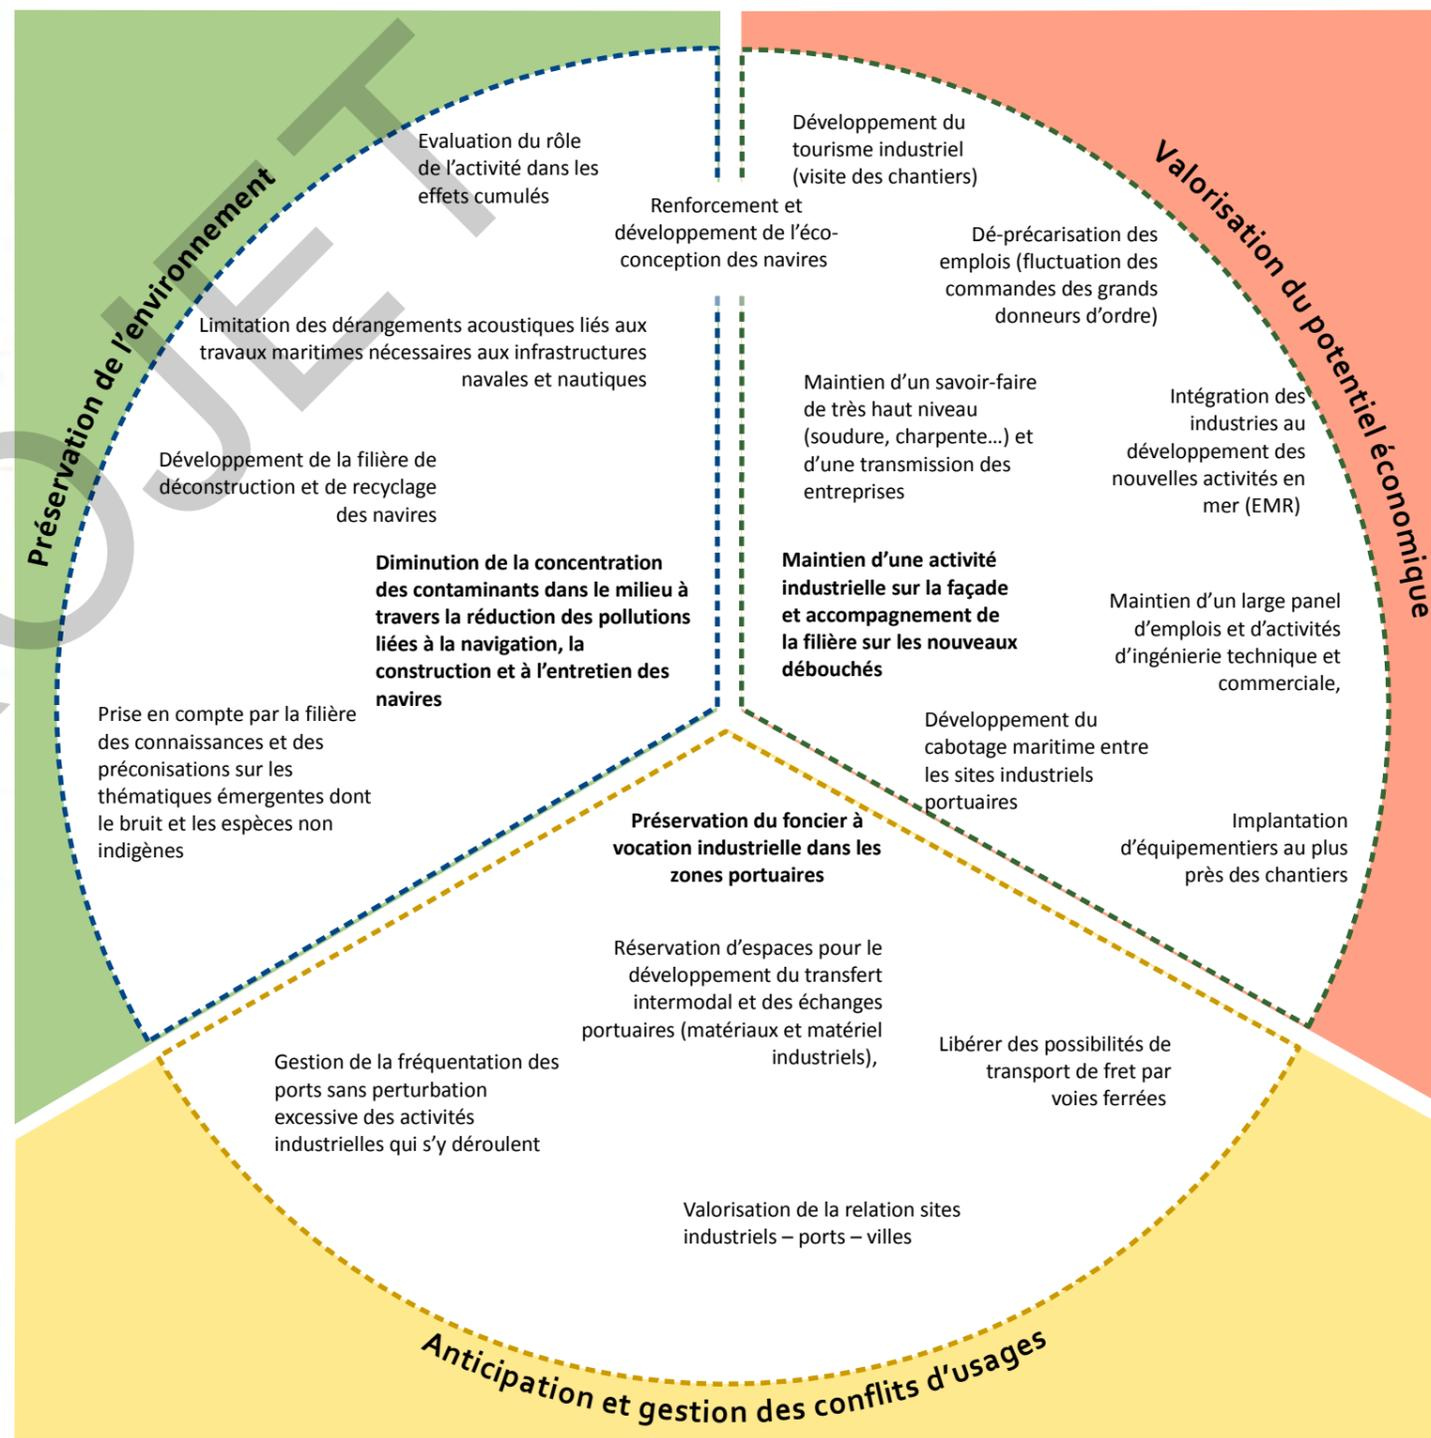 Préservation de l'environnement
Evaluation du rôle
de l'activité dans les
effets cumulés
Renforcement et
développement de l'éco-
conception des navires
Limitation des dérangements acoustiques liés aux
travaux maritimes nécessaires aux infrastructures
navales et nautiques
Développement de la filière de
déconstruction et de recyclage
des navires
Diminution de la concentration
des contaminants dans le milieu à
travers la réduction des pollutions
liées à la navigation, la
construction et à l'entretien des
navires
Prise en compte par la filière
des connaissances et des
préconisations sur les
thématiques émergentes dont
le bruit et les espèces non
indigènes
Valorisation du potentiel économique
Développement du
tourisme industriel
(visite des chantiers)
Dé-précarisation des
emplois (fluctuation des
commandes des grands
donneurs d'ordre)
Maintien d'un savoir-faire
de très haut niveau
(soudure, charpente…) et
d'une transmission des
entreprises
Intégration des
industries au
développement des
nouvelles activités en
mer (EMR)
Maintien d'une activité
industrielle sur la façade
et accompagnement de
la filière sur les nouveaux
débouchés
Maintien d'un large panel
d'emplois et d'activités
d'ingénierie technique et
commerciale,
Développement du
cabotage maritime entre
les sites industriels
portuaires
Implantation
d'équipementiers au plus
près des chantiers
Préservation du foncier à
vocation industrielle dans les
zones portuaires
Réservation d'espaces pour le
développement du transfert
intermodal et des échanges
portuaires (matériaux et matériel
industriels),
Gestion de la fréquentation des
ports sans perturbation
excessive des activités
industrielles qui s'y déroulent
Libérer des possibilités de
transport de fret par
voies ferrées
Valorisation de la relation sites
industriels – ports – villes
Anticipation et gestion des conflits d'usages
OJET